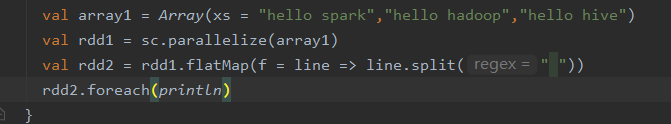 val array1 = Array(xs = "hello spark","hello hadoop","hello hive")
val rdd1 = sc.parallelize(array1)
val rdd2 = rdd1.flatMap(f = line => line.split( regex = " "))
rdd2.foreach(println)
}